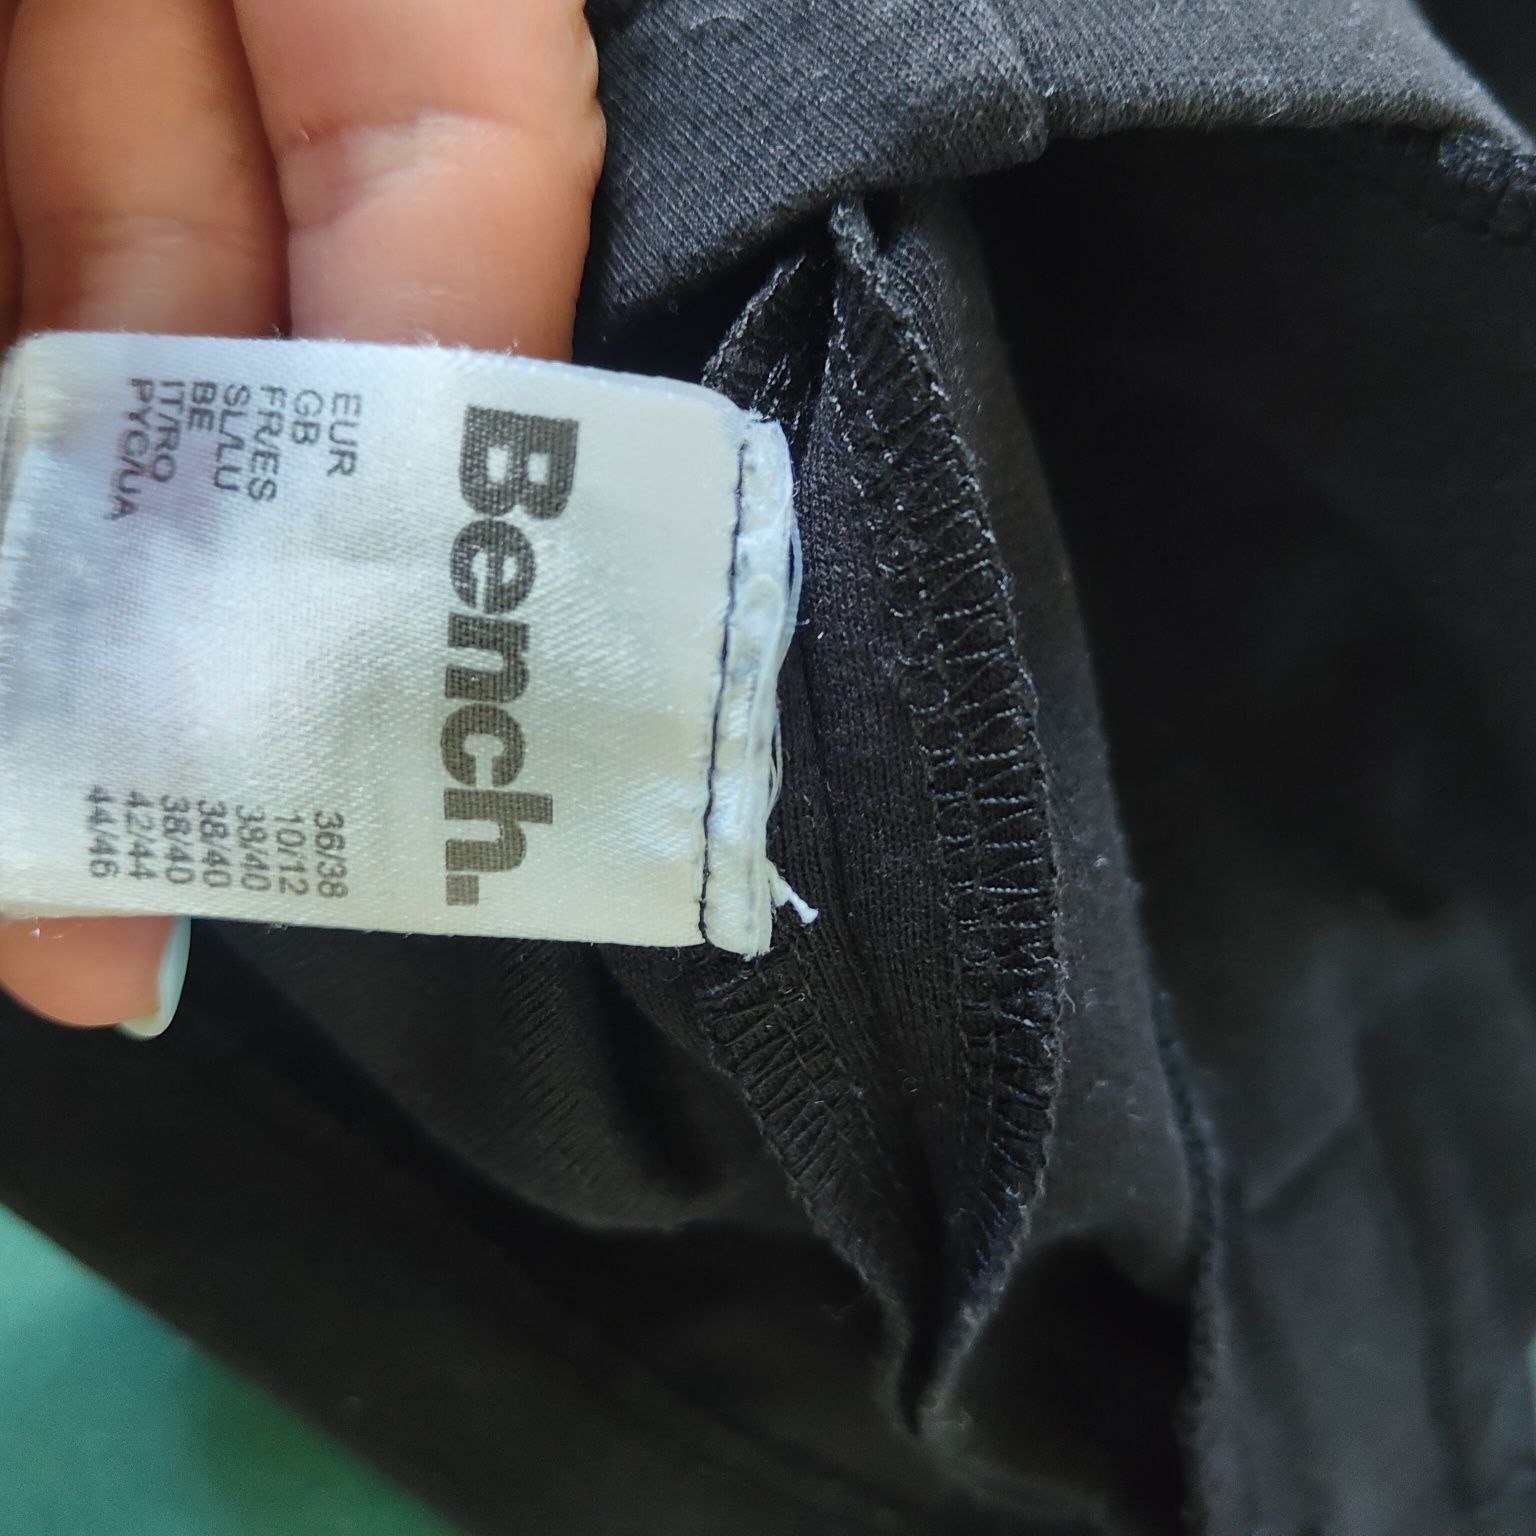 Bench.
EUR 36/38
GB 10/12
FR/ES 38/40
SL/LU 38/40
BE 38/40
IT/RO 42/44
РУС/UA 44/46